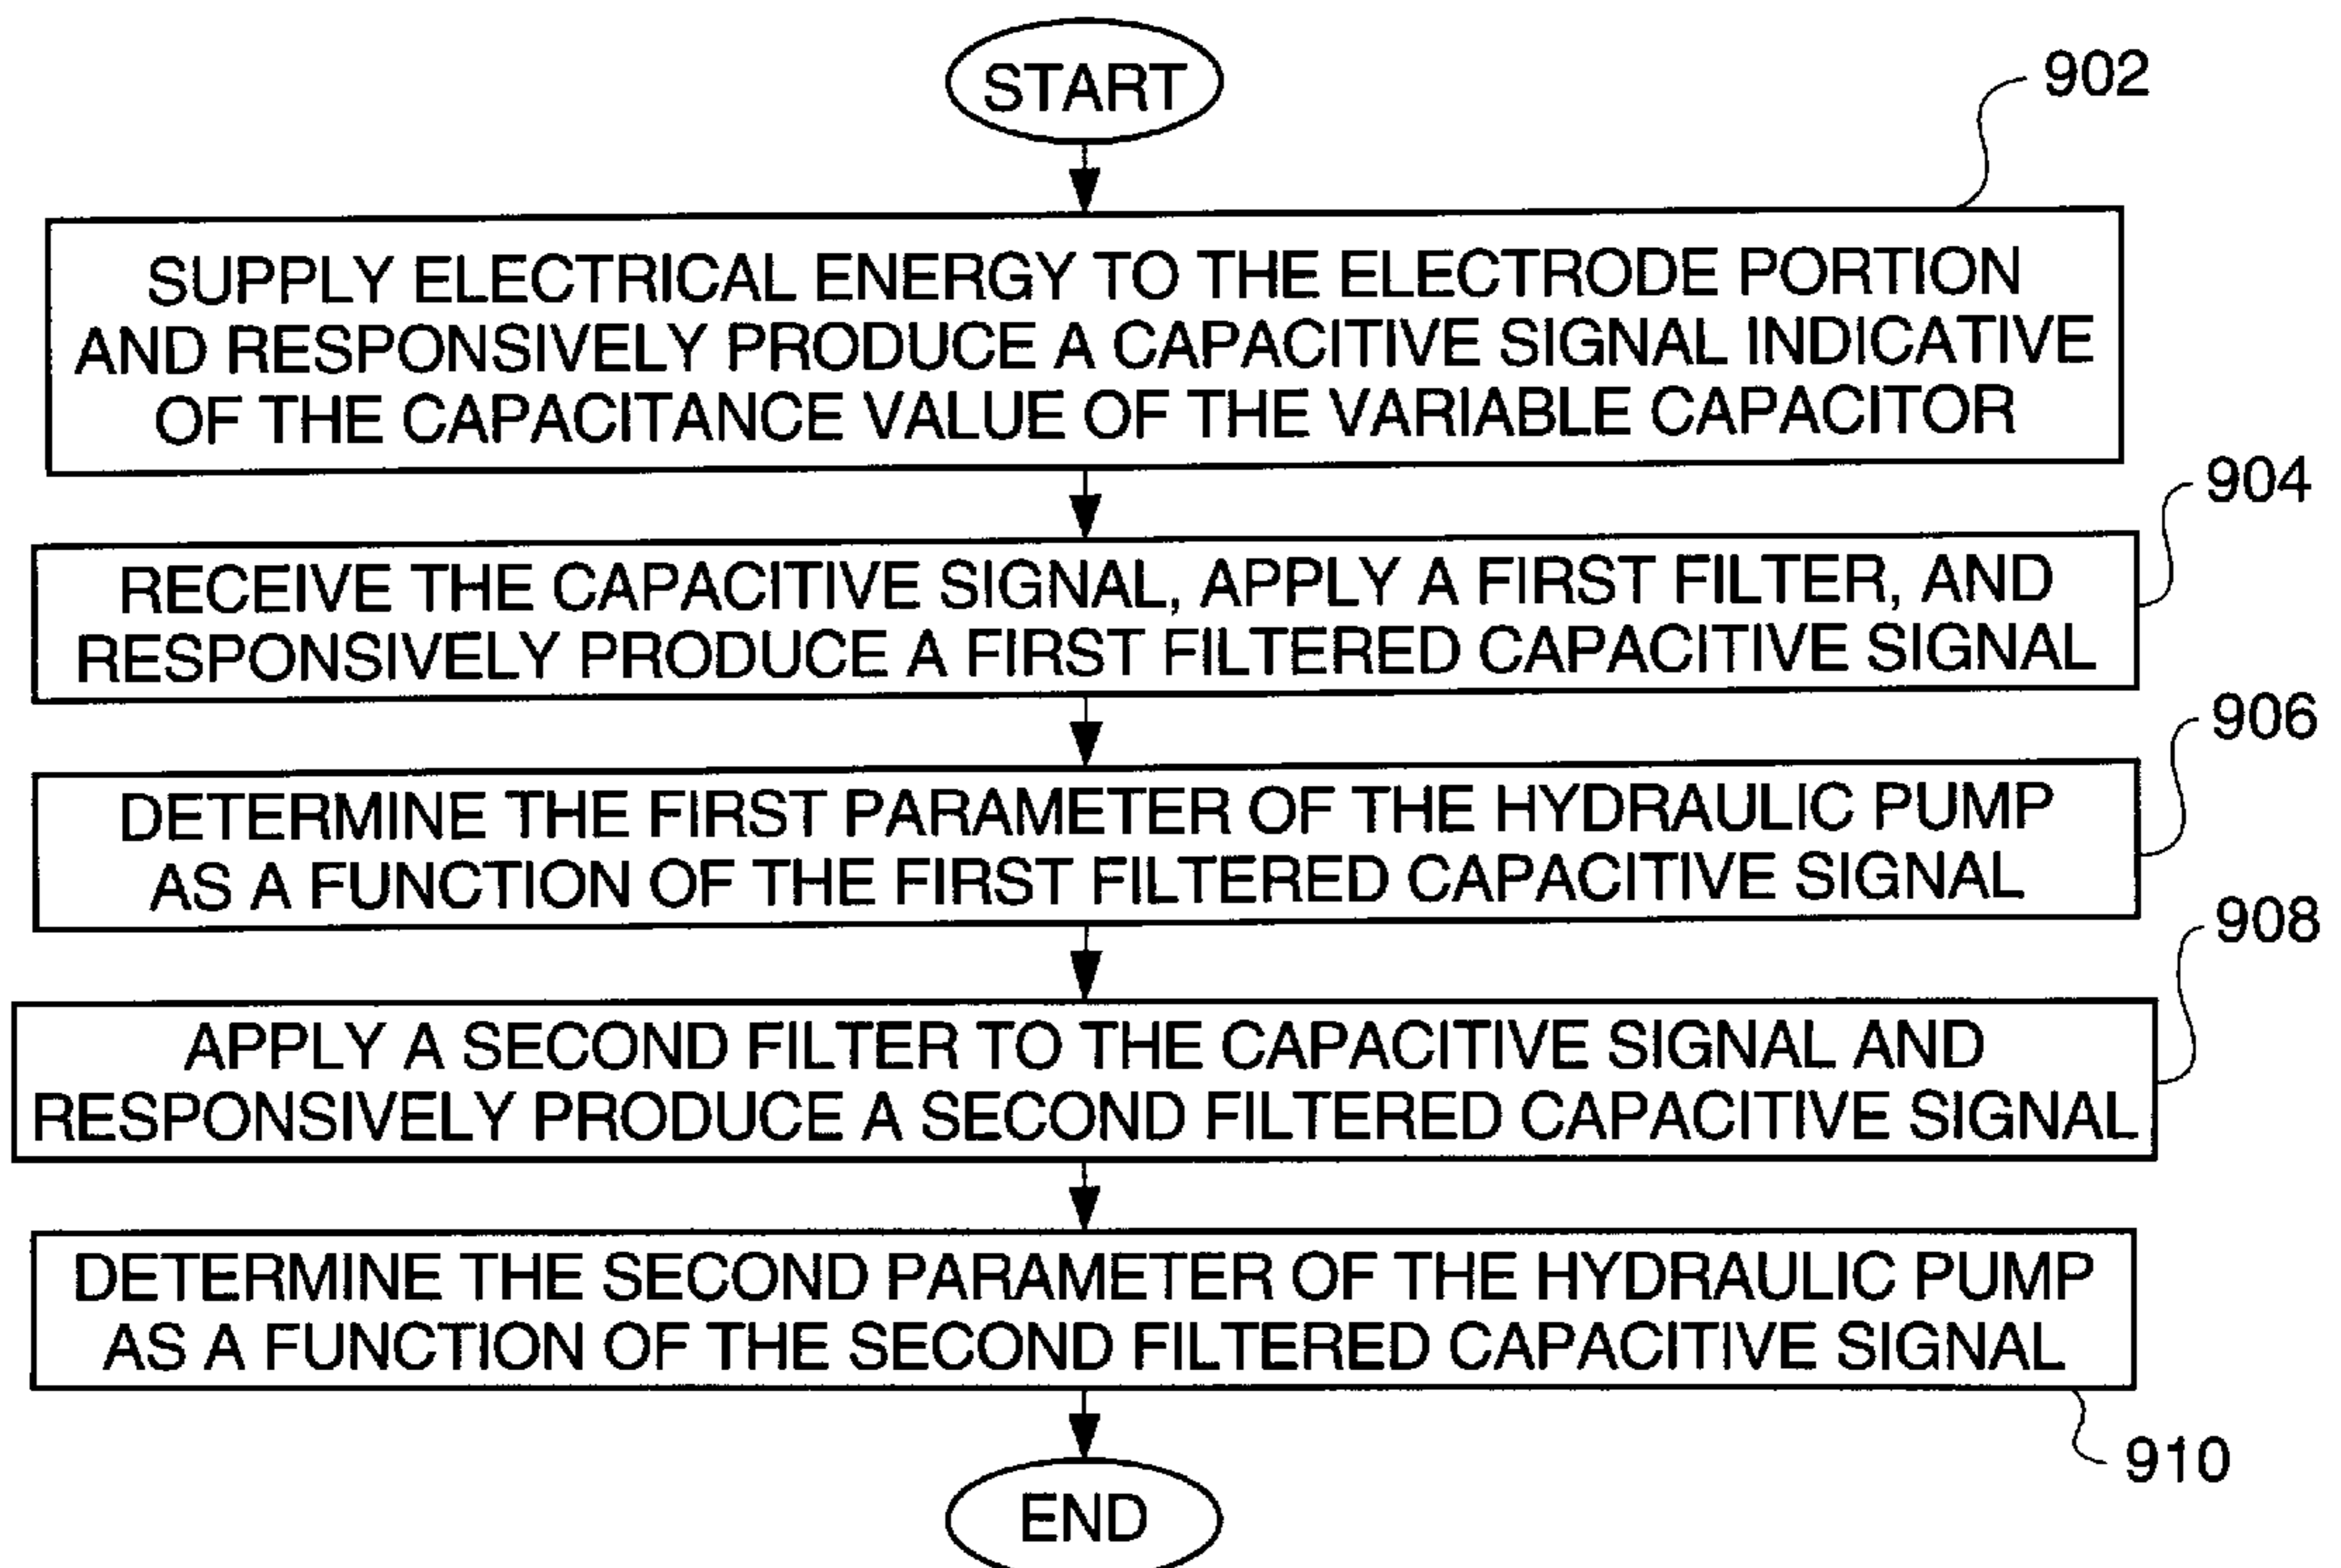 START
902
SUPPLY ELECTRICAL ENERGY TO THE ELECTRODE PORTION
AND RESPONSIVELY PRODUCE A CAPACITIVE SIGNAL INDICATIVE
OF THE CAPACITANCE VALUE OF THE VARIABLE CAPACITOR
904
RECEIVE THE CAPACITIVE SIGNAL, APPLY A FIRST FILTER, AND
RESPONSIVELY PRODUCE A FIRST FILTERED CAPACITIVE SIGNAL
906
DETERMINE THE FIRST PARAMETER OF THE HYDRAULIC PUMP
AS A FUNCTION OF THE FIRST FILTERED CAPACITIVE SIGNAL
908
APPLY A SECOND FILTER TO THE CAPACITIVE SIGNAL AND
RESPONSIVELY PRODUCE A SECOND FILTERED CAPACITIVE SIGNAL
DETERMINE THE SECOND PARAMETER OF THE HYDRAULIC PUMP
AS A FUNCTION OF THE SECOND FILTERED CAPACITIVE SIGNAL
910
END